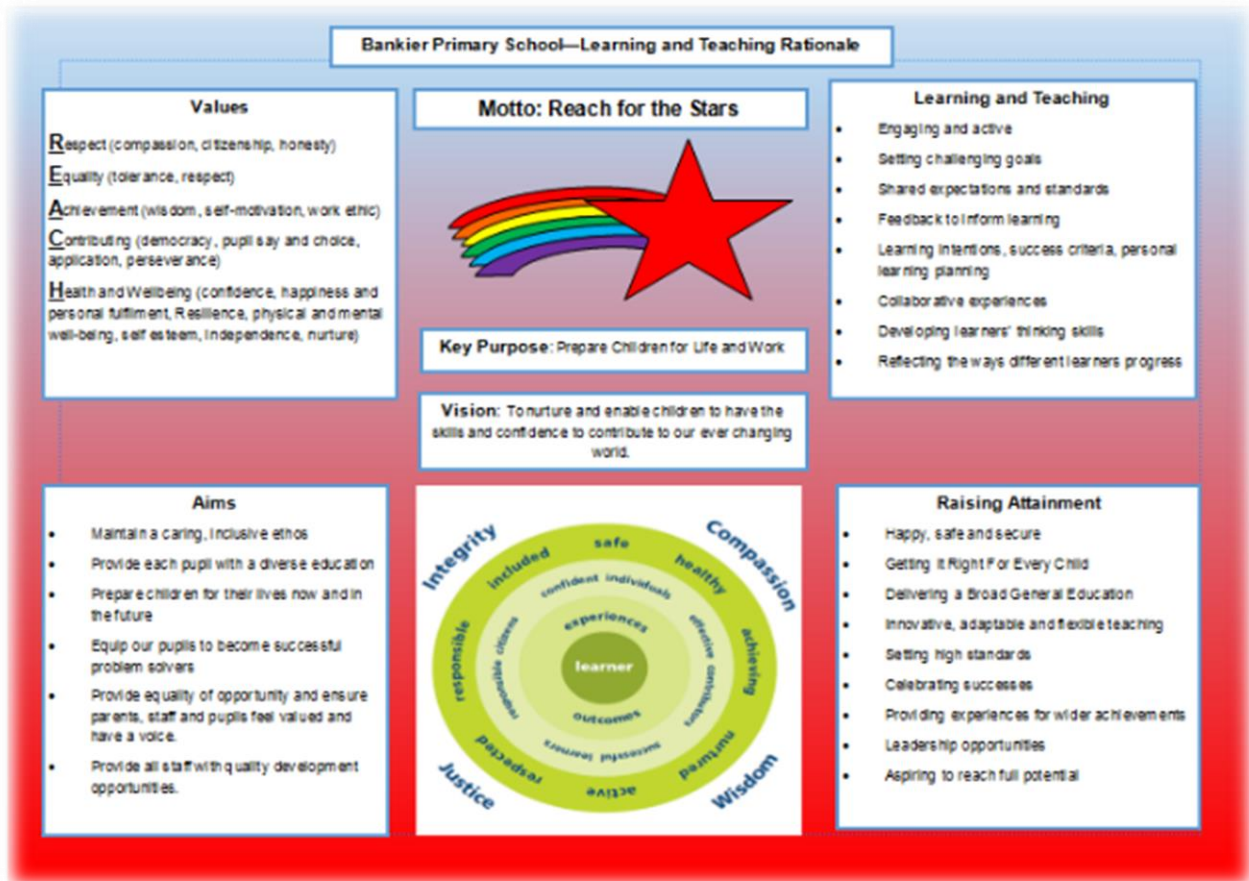 Bankier Primary School—Learning and Teaching Rationale
Values
Respect (compassion, citizenship, honesty)
Equality (tolerance, respect)
Achievement (wisdom, self-motivation, work ethic)
Contributing (democracy, pupil say and choice,
application, perseverance)
Health and Wellbeing (confidence, happiness and
personal fulfilment, Resilience, physical and mental
well-being, self esteem, Independence, nurture)
Motto: Reach for the Stars
Key Purpose: Prepare Children for Life and Work
Vision: To nurture and enable children to have the
skills and confidence to contribute to our ever changing
world.
Learning and Teaching
• Engaging and active
• Setting challenging goals
• Shared expectations and standards
• Feedback to inform learning
• Learning intentions, success criteria, personal
learning planning
• Collaborative experiences
• Developing learners' thinking skills
• Reflecting the ways different learners progress
Aims
• Maintain a caring, inclusive ethos
• Provide each pupil with a diverse education
• Prepare children for their lives now and in
the future
• Equip our pupils to become successful
problem solvers
• Provide equality of opportunity and ensure
parents, staff and pupils feel valued and
have a voice.
• Provide all staff with quality development
opportunities.
Integrity
Compassion
Wisdom
Justice
safe
healthy
achieving
nurtured
active
respected
responsible
included
confident individuals
effective contributors
successful learners
responsible citizens
experiences
learner
outcomes
Raising Attainment
• Happy, safe and secure
• Getting It Right For Every Child
• Delivering a Broad General Education
• Innovative, adaptable and flexible teaching
• Setting high standards
• Celebrating successes
• Providing experiences for wider achievements
• Leadership opportunities
• Aspiring to reach full potential